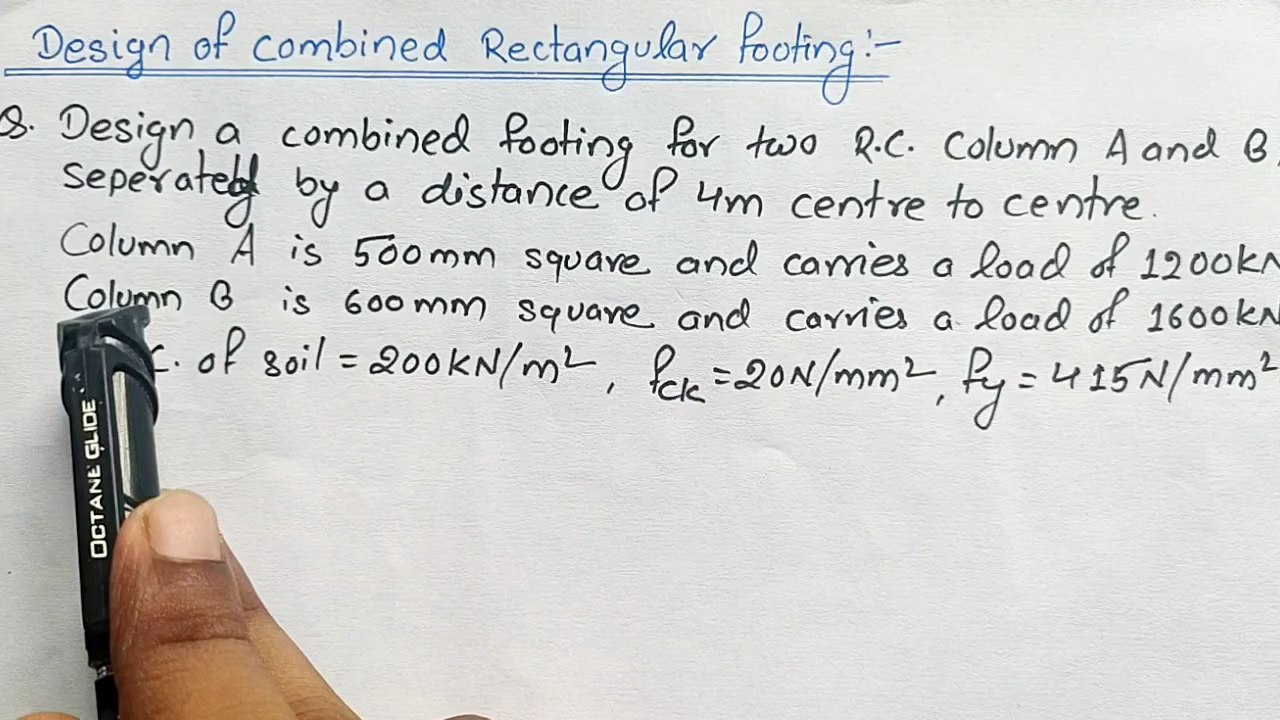 Design of combined Rectangular footing:-
Q. Design a combined footing for two R.C. Column A and B
seperated by a distance of 4m centre to centre.
Column A is 500mm square and carries a load of 1200kN
Column B is 600mm square and carries a load of 1600kN
C. of soil = 200KN/m², fck = 20N/mm², fy = 415N/mm²
OCTANE GLIDE